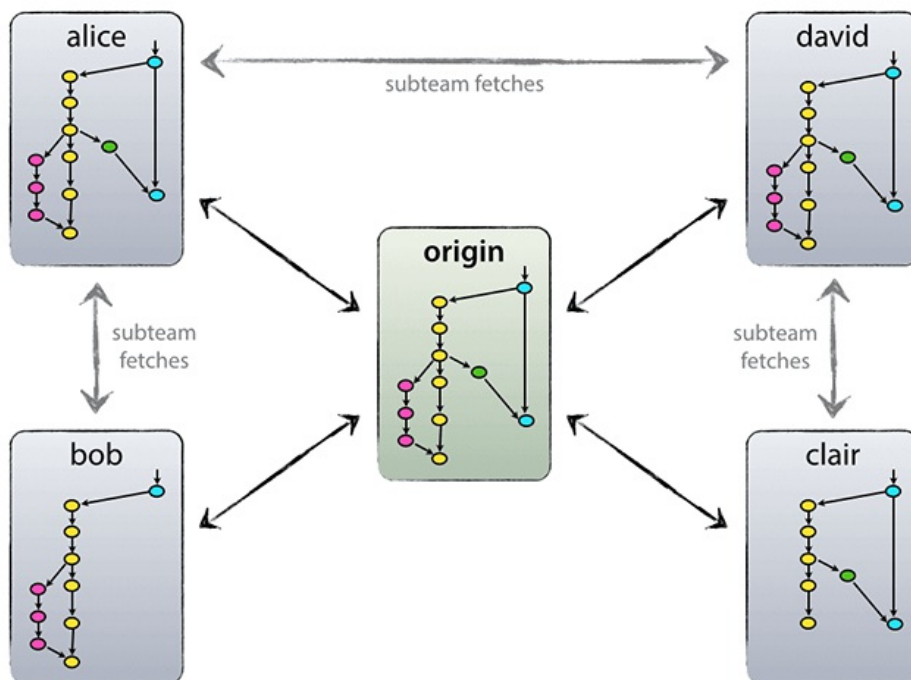 alice
david
subteam fetches
origin
subteam
fetches
subteam
fetches
bob
clair